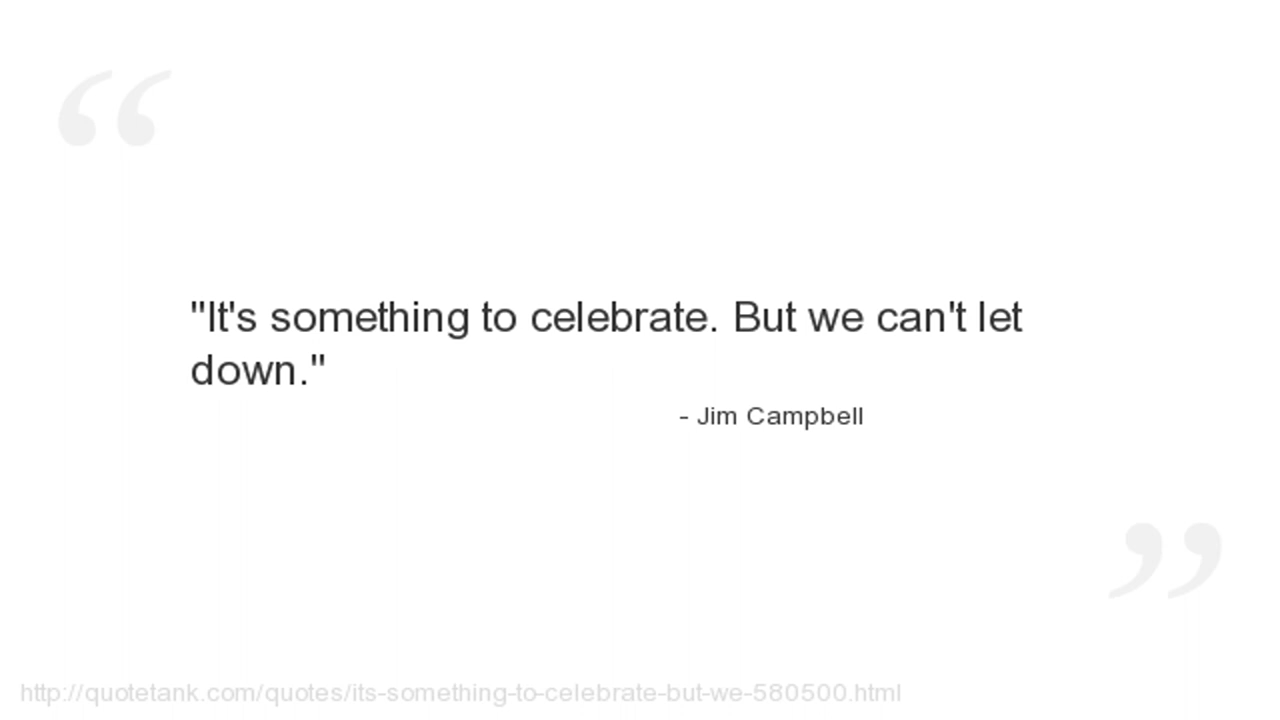 "It's something to celebrate. But we can't let
down."
- Jim Campbell
http://quotetank.com/quotes/its-something-to-celebrate-but-we-580500.html